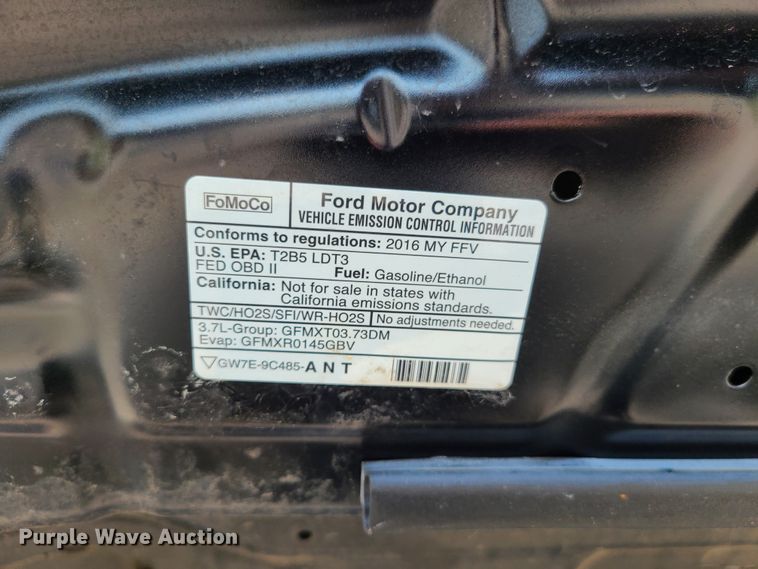 FoMoCo
Ford Motor Company
VEHICLE EMISSION CONTROL INFORMATION
Conforms to regulations: 2016 MY FFV
U.S. EPA: T2B5 LDT3
FED OBD II Fuel: Gasoline/Ethanol
California: Not for sale in states with
California emissions standards.
TWC/HO2S/SFI/WR-HO2S No adjustments needed.
3.7L-Group: GFMXT03.73DM
Evap: GFMXR0145GBV
GW7E-9C485-ANT
Purple Wave Auction